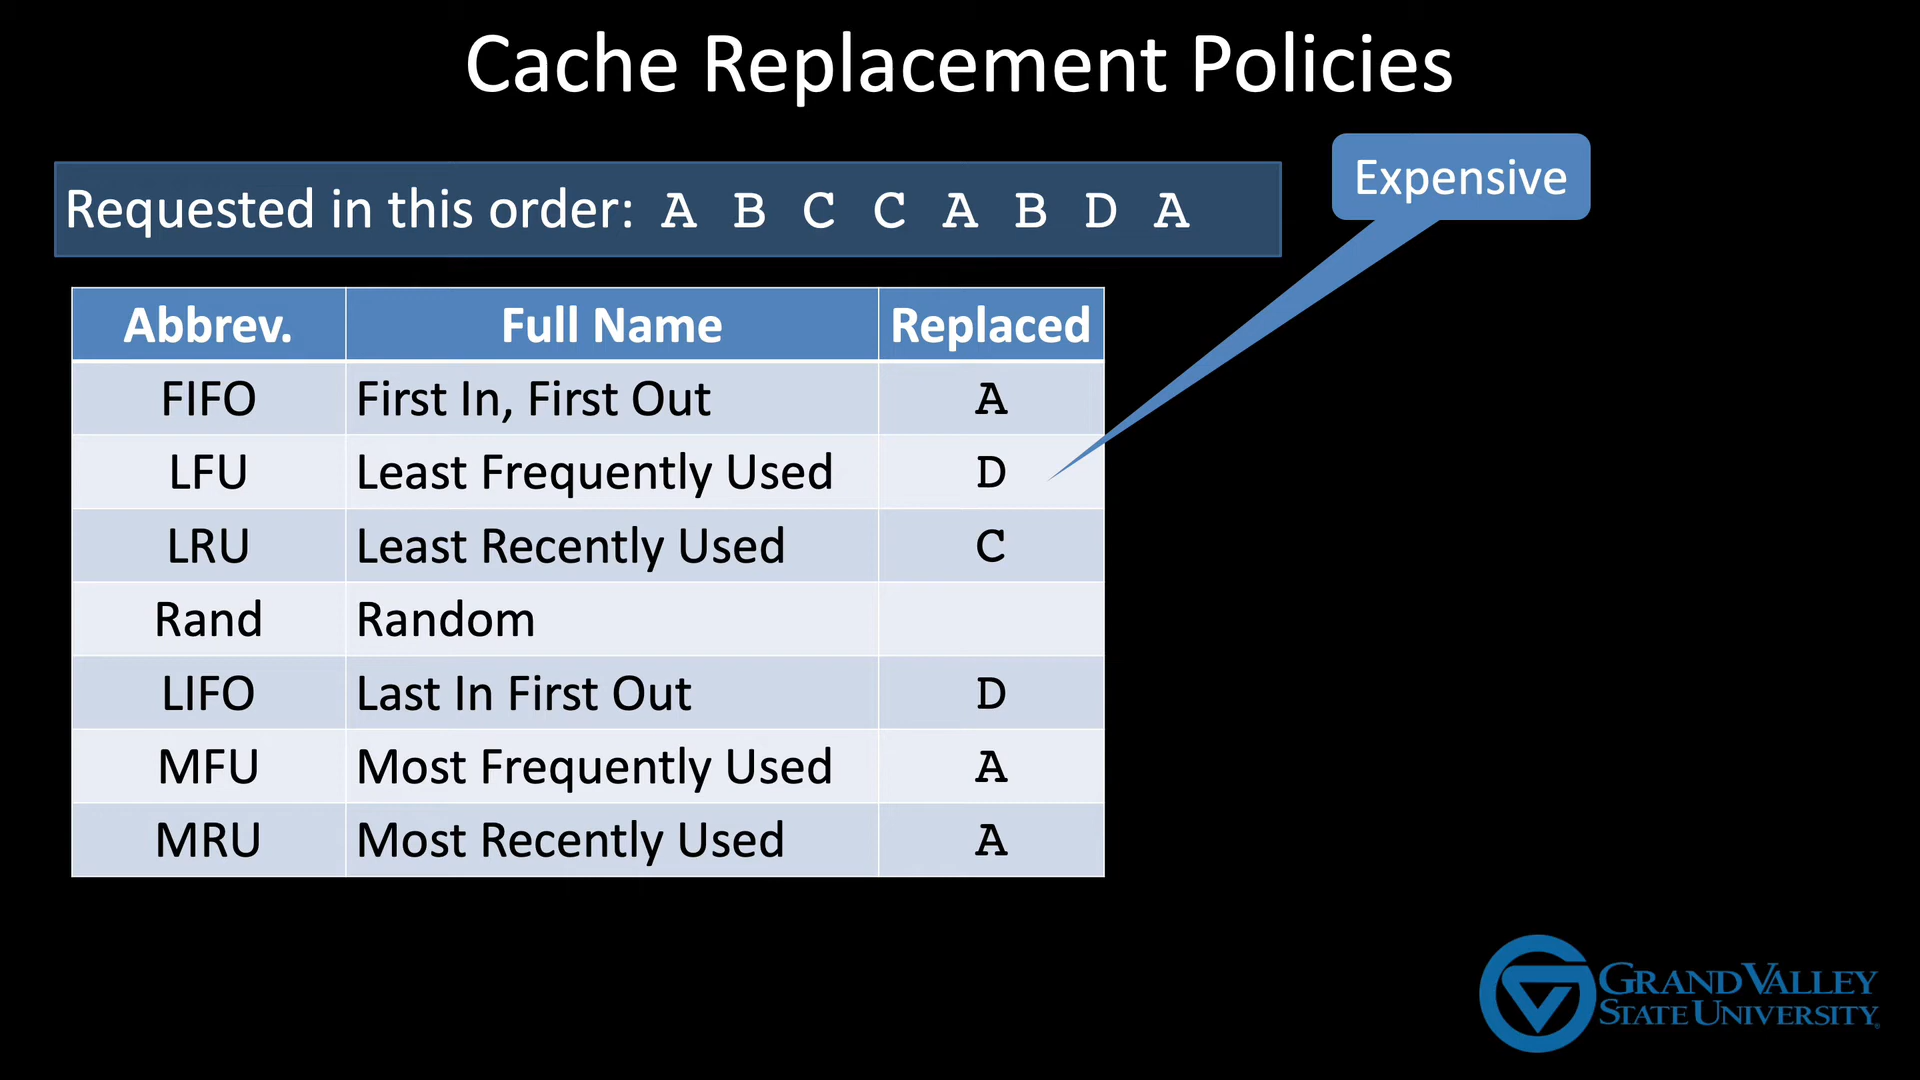 Cache Replacement Policies
Expensive
Requested in this order: A B C C A B D A
Abbrev. Full Name Replaced
FIFO First In, First Out A
LFU Least Frequently Used D
LRU Least Recently Used C
Rand Random
LIFO Last In First Out D
MFU Most Frequently Used A
MRU Most Recently Used A
GRAND VALLEY
STATE UNIVERSITY